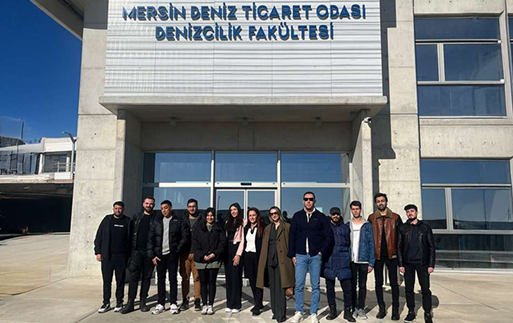 MERSİN DENİZ TİCARET ODASI
DENİZCİLİK FAKÜLTESİ